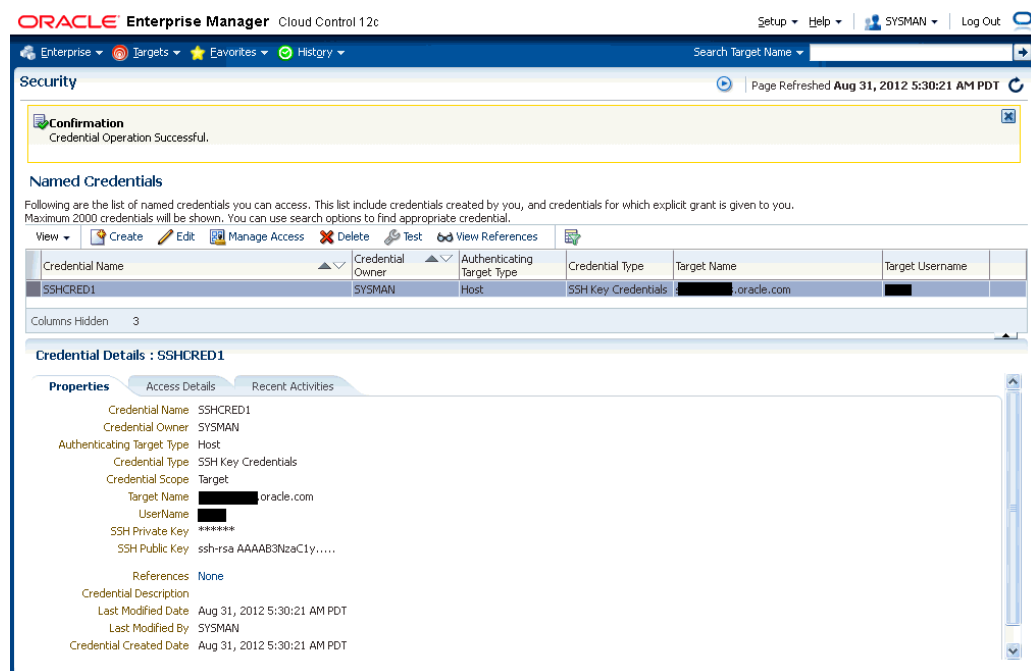 ORACLE Enterprise Manager Cloud Control 12c
Setup Help SYSMAN Log Out
Enterprise Targets Favorites History Search Target Name
Security
Page Refreshed Aug 31, 2012 5:30:21 AM PDT
Confirmation
Credential Operation Successful.
Named Credentials
Following are the list of named credentials you can access. This list include credentials created by you, and credentials for which explicit grant is given to you.
Maximum 2000 credentials will be shown. You can use search options to find appropriate credential.
View Create Edit Manage Access Delete Test View References
Credential Name Credential Owner Authenticating Target Type Credential Type Target Name Target Username
SSHCRED1 SYSMAN Host SSH Key Credentials .oracle.com
Columns Hidden 3
Credential Details : SSHCRED1
Properties Access Details Recent Activities
Credential Name SSHCRED1
Credential Owner SYSMAN
Authenticating Target Type Host
Credential Type SSH Key Credentials
Credential Scope Target
Target Name .oracle.com
UserName
SSH Private Key ******
SSH Public Key ssh-rsa AAAAB3NzaC1y.....
References None
Credential Description
Last Modified Date Aug 31, 2012 5:30:21 AM PDT
Last Modified By SYSMAN
Credential Created Date Aug 31, 2012 5:30:21 AM PDT